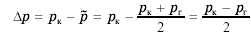 Δp = pк − p̃ = pк − (pк + pг)/2 = (pк − pг)/2